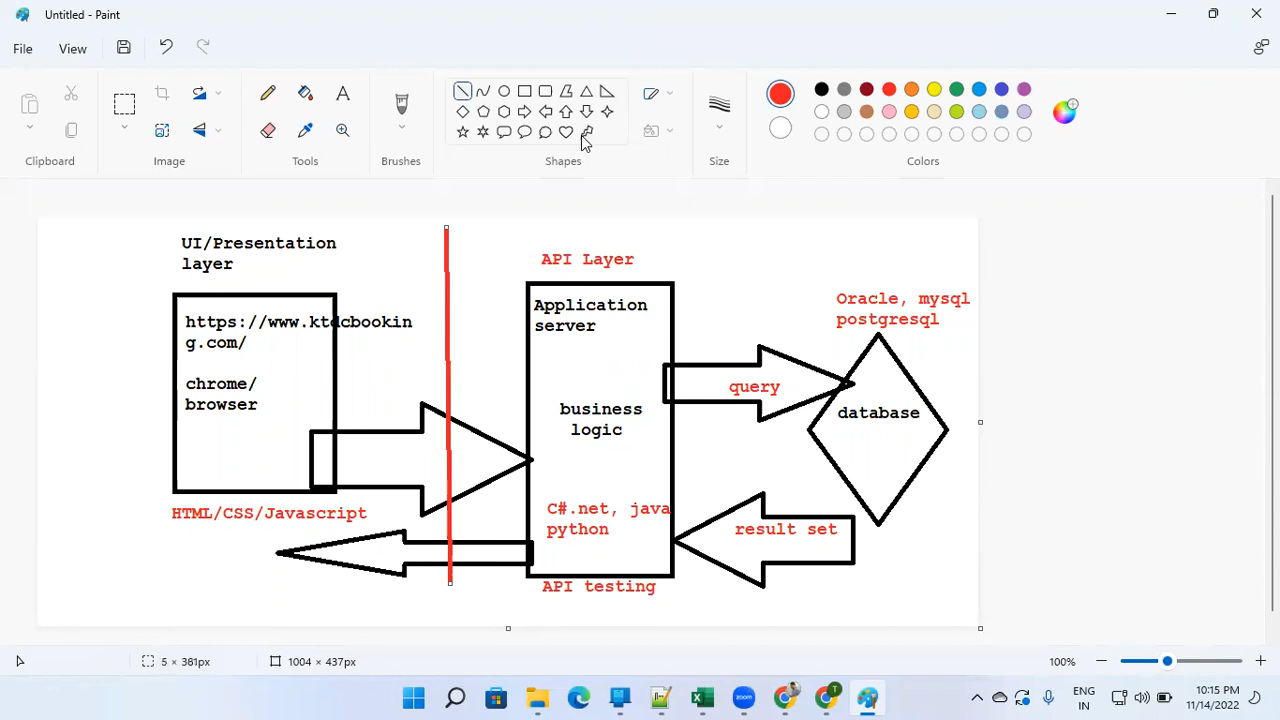 Untitled - Paint
File
View
Clipboard
Image
Tools
Brushes
Shapes
Size
Colors
UI/Presentation
layer
https://www.ktdcbookin
g.com/
chrome/
browser
HTML/CSS/Javascript
API Layer
Application
server
business
logic
C#.net, java
python
API testing
query
result set
Oracle, mysql
postgresql
database
5 × 381px
1004 × 437px
100%
zoom
T
ENG
IN
10:15 PM
11/14/2022